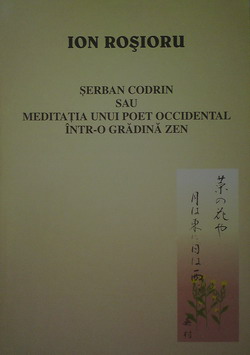 ION ROŞIORU
ŞERBAN CODRIN
SAU
MEDITAŢIA UNUI POET OCCIDENTAL
ÎNTR-O GRĂDINĂ ZEN
菜の花や
月は東に日は西